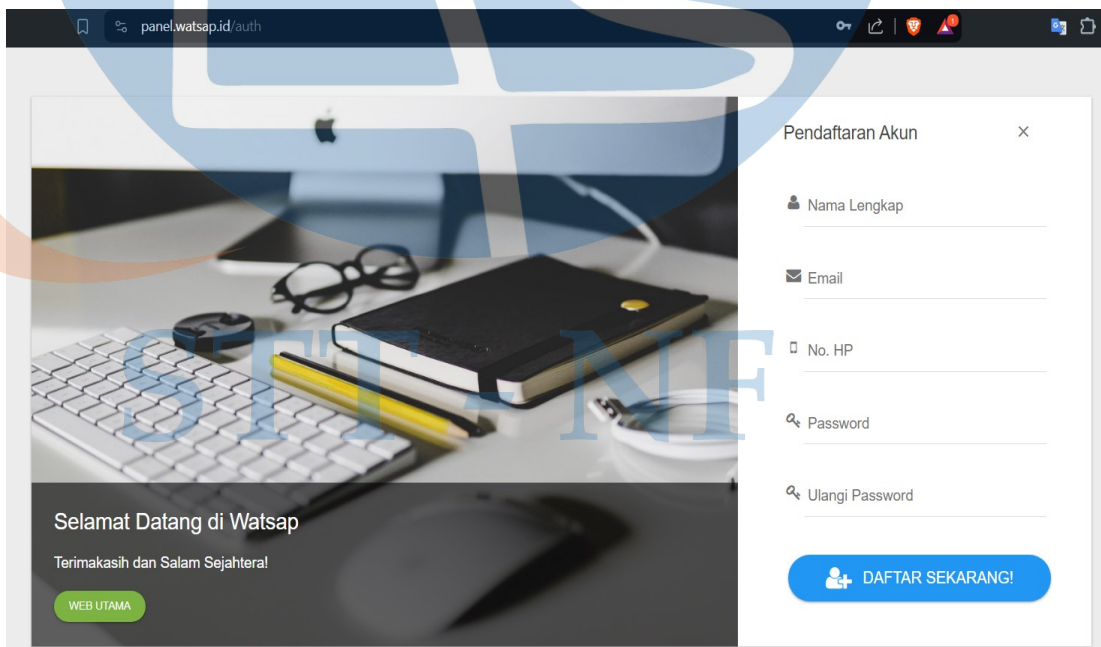 panel.watsap.id/auth
Pendaftaran Akun
Nama Lengkap
Email
No. HP
Password
Ulangi Password
DAFTAR SEKARANG!
STT - NF
Selamat Datang di Watsap
Terimakasih dan Salam Sejahtera!
WEB UTAMA